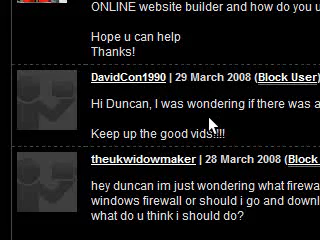 ONLINE website builder and how do you u
Hope u can help
Thanks!
DavidCon1990 | 29 March 2008 (Block User)
Hi Duncan, I was wondering if there was a
Keep up the good vids!!!!
theukwidowmaker | 28 March 2008 (Block
hey duncan im just wondering what firewa
windows firewall or should i go and downl
what do u think i should do?